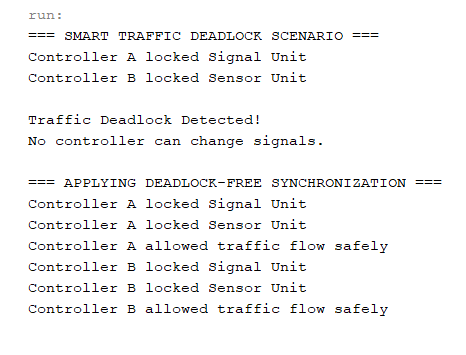 run:
=== SMART TRAFFIC DEADLOCK SCENARIO ===
Controller A locked Signal Unit
Controller B locked Sensor Unit
Traffic Deadlock Detected!
No controller can change signals.
=== APPLYING DEADLOCK-FREE SYNCHRONIZATION ===
Controller A locked Signal Unit
Controller A locked Sensor Unit
Controller A allowed traffic flow safely
Controller B locked Signal Unit
Controller B locked Sensor Unit
Controller B allowed traffic flow safely